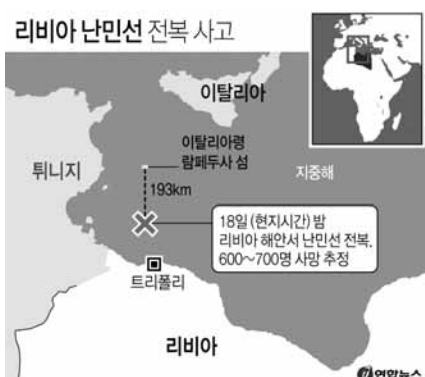 리비아 난민선 전복 사고
이탈리아
이탈리아령
람페두사 섬
튀니지
지중해
193km
18일 (현지시간) 밤
리비아 해안서 난민선 전복.
600~700명 사망 추정
트리폴리
리비아
연합뉴스